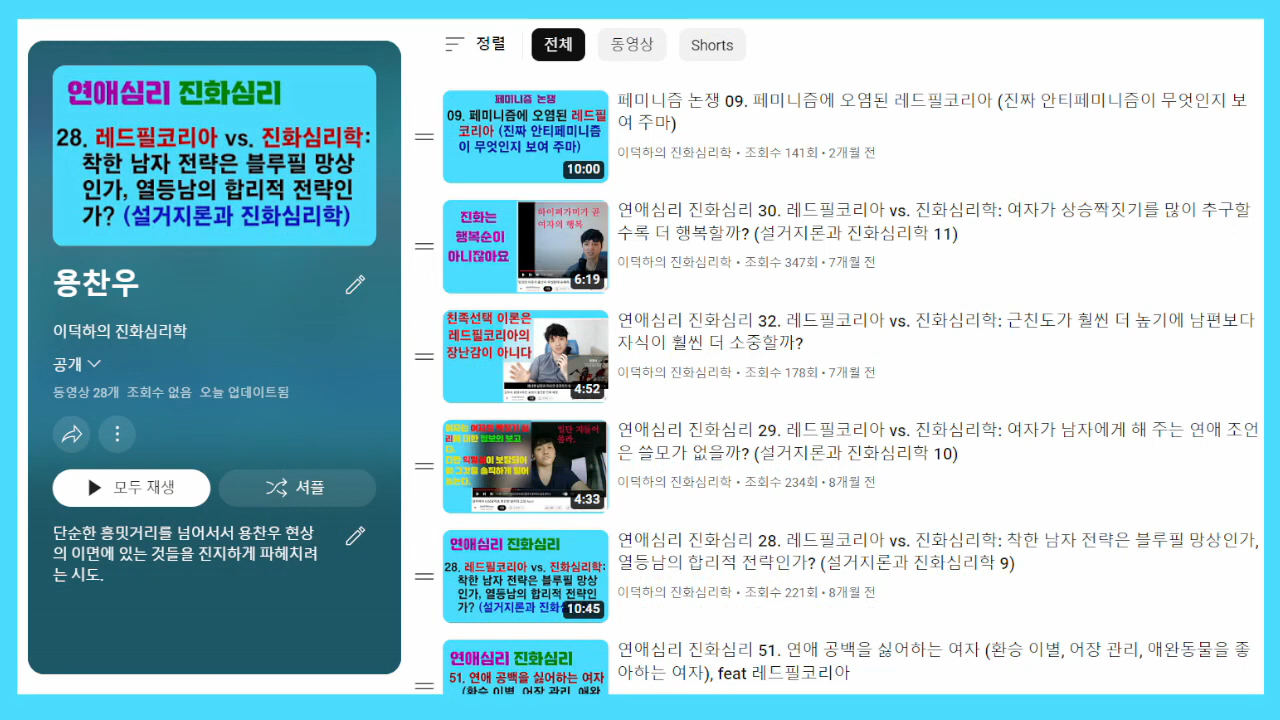 연애심리 진화심리
28. 레드필코리아 vs. 진화심리학:
착한 남자 전략은 블루필 망상
인가, 열등남의 합리적 전략인
가? (설거지론과 진화심리학)
용찬우
이덕하의 진화심리학
공개
동영상 28개 조회수 없음 오늘 업데이트됨
모두 재생
셔플
단순한 흥밋거리를 넘어서서 용찬우 현상
의 이면에 있는 것들을 진지하게 파헤치려
는 시도.
정렬
전체
동영상
Shorts
페미니즘 논쟁
09. 페미니즘에 오염된 레드필
코리아 (진짜 안티페미니즘
이 무엇인지 보여 주마)
10:00
페미니즘 논쟁 09. 페미니즘에 오염된 레드필코리아 (진짜 안티페미니즘이 무엇인지 보
여 주마)
이덕하의 진화심리학 • 조회수 141회 • 2개월 전
진화는
행복순이
아니잖아요
하이퍼가미가 곧
여자의 행복
6:19
연애심리 진화심리 30. 레드필코리아 vs. 진화심리학: 여자가 상승짝짓기를 많이 추구할
수록 더 행복할까? (설거지론과 진화심리학 11)
이덕하의 진화심리학 • 조회수 347회 • 7개월 전
친족선택 이론은
레드필코리아의
장난감이 아니다
4:52
연애심리 진화심리 32. 레드필코리아 vs. 진화심리학: 근친도가 훨씬 더 높기에 남편보다
자식이 훨씬 더 소중할까?
이덕하의 진화심리학 • 조회수 178회 • 7개월 전
4:33
연애심리 진화심리 29. 레드필코리아 vs. 진화심리학: 여자가 남자에게 해 주는 연애 조언
은 쓸모가 없을까? (설거지론과 진화심리학 10)
이덕하의 진화심리학 • 조회수 234회 • 8개월 전
연애심리 진화심리
28. 레드필코리아 vs. 진화심리학:
착한 남자 전략은 블루필 망상
인가, 열등남의 합리적 전략인
가? (설거지론과 진화
10:45
연애심리 진화심리 28. 레드필코리아 vs. 진화심리학: 착한 남자 전략은 블루필 망상인가,
열등남의 합리적 전략인가? (설거지론과 진화심리학 9)
이덕하의 진화심리학 • 조회수 221회 • 8개월 전
연애심리 진화심리
51. 연애 공백을 싫어하는 여자
(환승 이별, 어장 관리, 애완
연애심리 진화심리 51. 연애 공백을 싫어하는 여자 (환승 이별, 어장 관리, 애완동물을 좋
아하는 여자), feat 레드필코리아